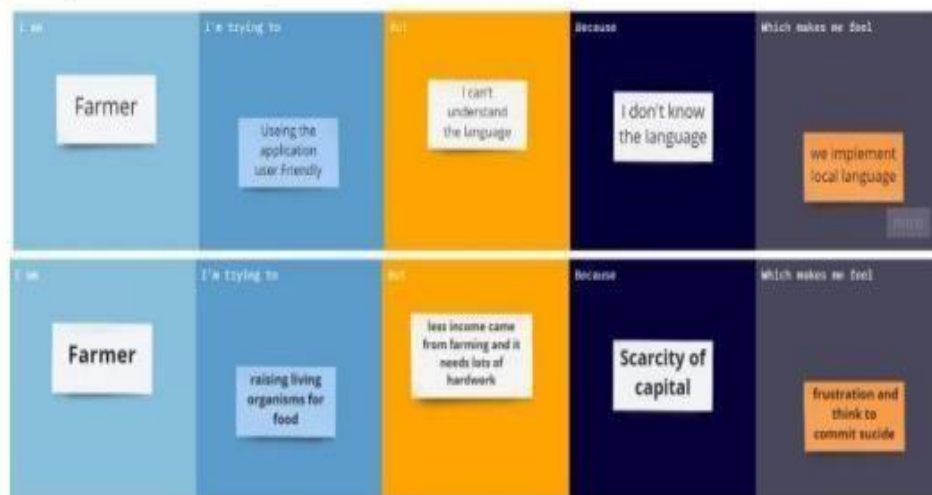 I am
I'm trying to
But
Because
Which makes me feel
Farmer
Useing the
application
user Friendly
I can't
understand
the language
I don't know
the language
we implement
local language
miro
I am
I'm trying to
But
Because
Which makes me feel
Farmer
raising living
organisms for
food
less income came
from farming and it
needs lots of
hardwork
Scarcity of
capital
frustration and
think to
commit sucide